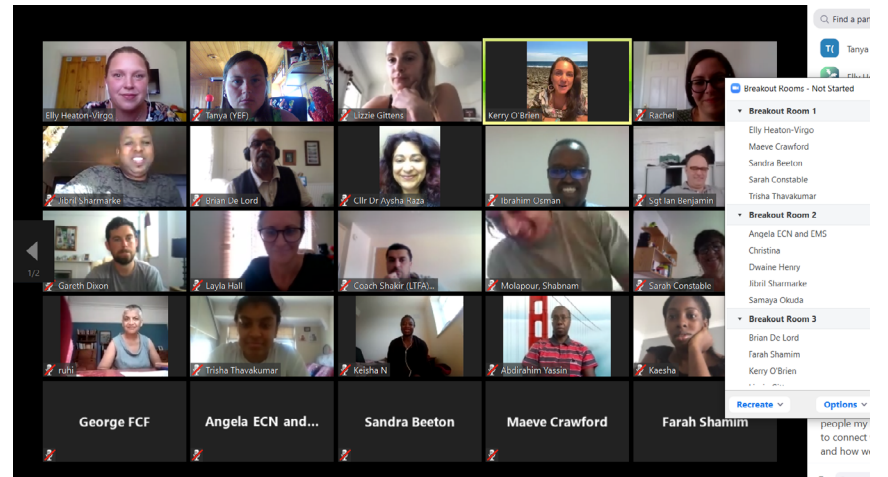 Find a par
T( Tanya
Elly He
Elly Heaton-Virgo
Tanya (YEF)
Lizzie Gittens
Kerry O'Brien
Rachel
Jibril Sharmarke
Brian De Lord
Cllr Dr Aysha Raza
Ibrahim Osman
Sgt Ian Benjamin
1/2
Gareth Dixon
Layla Hall
Coach Shakir (LTFA)...
Molapour, Shabnam
Sarah Constable
ruhi
Trisha Thavakumar
Keisha N
Abdirahim Yassin
Kaesha
George FCF
Angela ECN and...
Sandra Beeton
Maeve Crawford
Farah Shamim
Breakout Rooms - Not Started
Breakout Room 1
Elly Heaton-Virgo
Maeve Crawford
Sandra Beeton
Sarah Constable
Trisha Thavakumar
Breakout Room 2
Angela ECN and EMS
Christina
Dwaine Henry
Jibril Sharmarke
Samaya Okuda
Breakout Room 3
Brian De Lord
Farah Shamim
Kerry O'Brien
Recreate
Options
people my
to connect
and how we